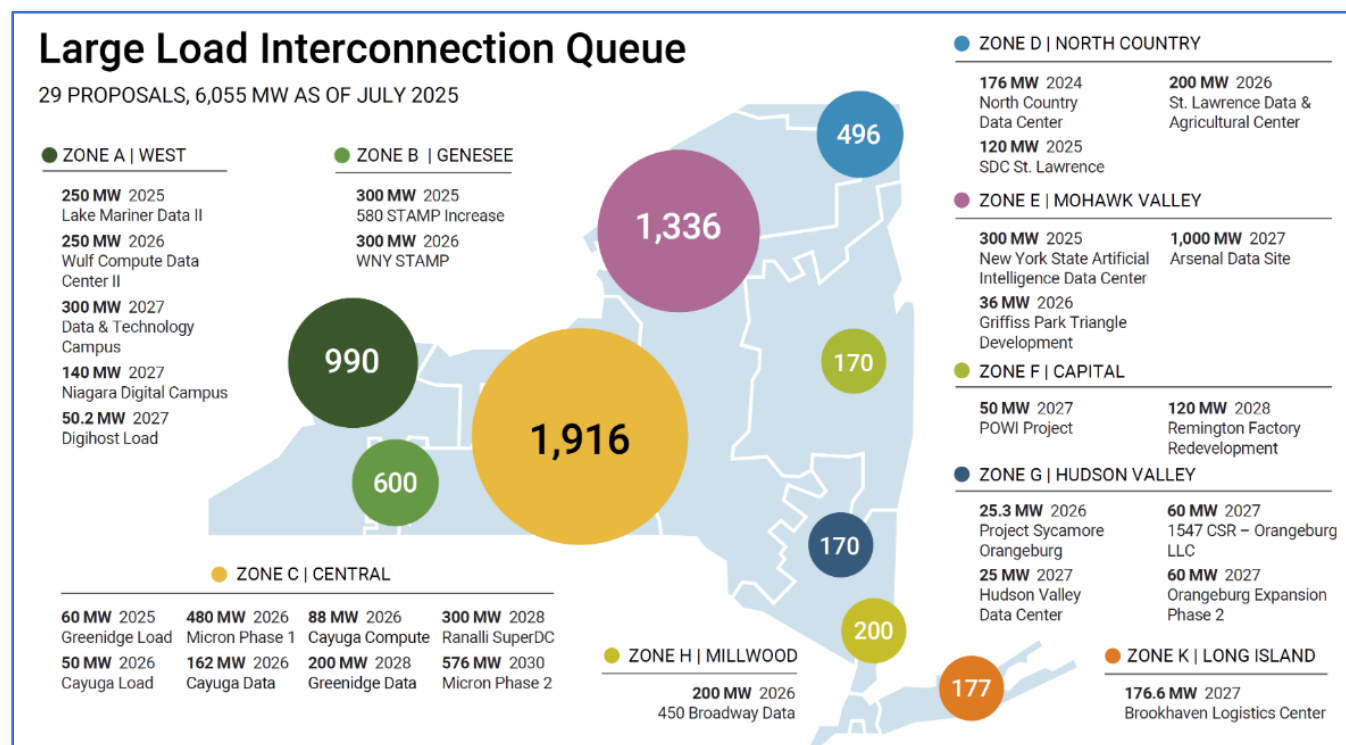 Large Load Interconnection Queue
29 PROPOSALS, 6,055 MW AS OF JULY 2025
ZONE A | WEST
250 MW 2025
Lake Mariner Data II
250 MW 2026
Wulf Compute Data
Center II
300 MW 2027
Data & Technology
Campus
140 MW 2027
Niagara Digital Campus
50.2 MW 2027
Digihost Load
ZONE B | GENESEE
300 MW 2025
580 STAMP Increase
300 MW 2026
WNY STAMP
990
600
1,916
1,336
496
170
170
200
177
ZONE C | CENTRAL
60 MW 2025
Greenidge Load
50 MW 2026
Cayuga Load
480 MW 2026
Micron Phase 1
162 MW 2026
Cayuga Data
88 MW 2026
Cayuga Compute
200 MW 2028
Greenidge Data
300 MW 2028
Ranalli SuperDC
576 MW 2030
Micron Phase 2
ZONE D | NORTH COUNTRY
176 MW 2024
North Country
Data Center
120 MW 2025
SDC St. Lawrence
200 MW 2026
St. Lawrence Data &
Agricultural Center
ZONE E | MOHAWK VALLEY
300 MW 2025
New York State Artificial
Intelligence Data Center
36 MW 2026
Griffiss Park Triangle
Development
1,000 MW 2027
Arsenal Data Site
ZONE F | CAPITAL
50 MW 2027
POWI Project
120 MW 2028
Remington Factory
Redevelopment
ZONE G | HUDSON VALLEY
25.3 MW 2026
Project Sycamore
Orangeburg
25 MW 2027
Hudson Valley
Data Center
60 MW 2027
1547 CSR – Orangeburg
LLC
60 MW 2027
Orangeburg Expansion
Phase 2
ZONE H | MILLWOOD
200 MW 2026
450 Broadway Data
ZONE K | LONG ISLAND
176.6 MW 2027
Brookhaven Logistics Center